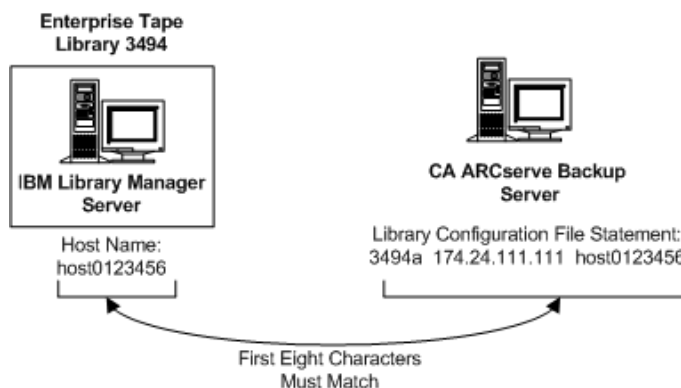 Enterprise Tape
Library 3494
IBM Library Manager
Server
Host Name:
host0123456
CA ARCserve Backup
Server
Library Configuration File Statement:
3494a 174.24.111.111 host0123456
First Eight Characters
Must Match